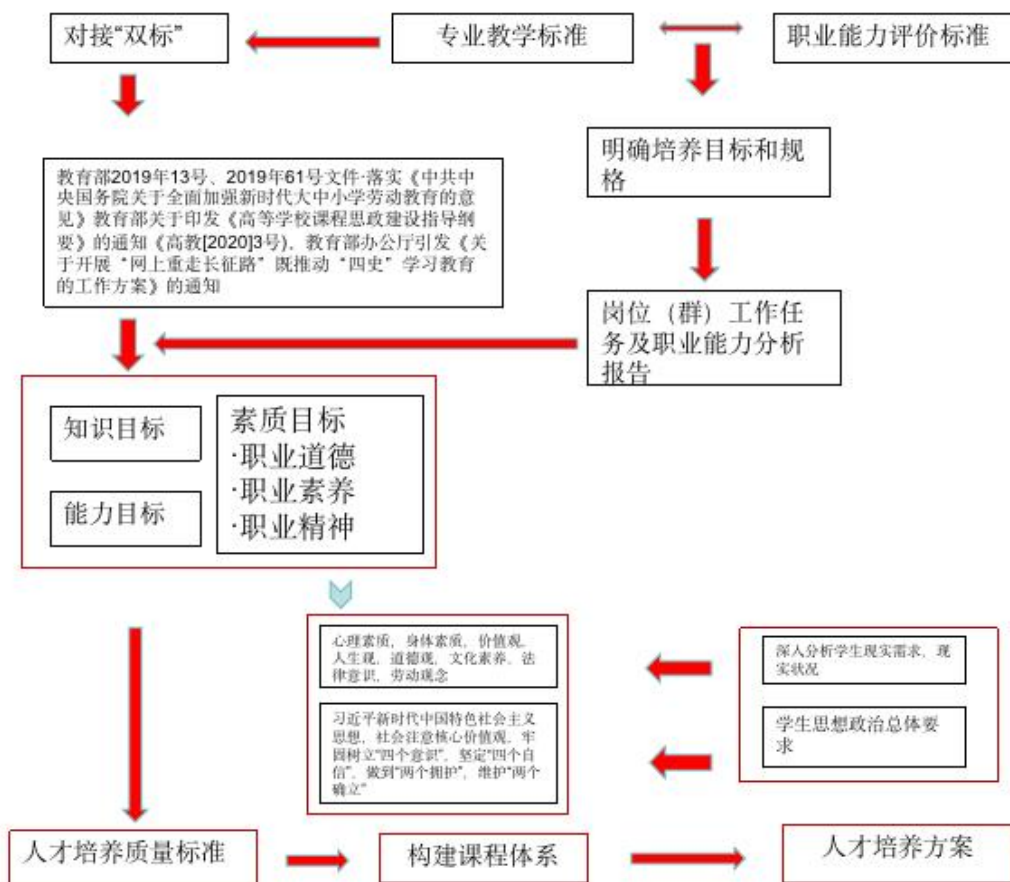 对接“双标”
专业教学标准
职业能力评价标准
明确培养目标和规
格
教育部2019年13号、2019年61号文件·落实《中共中
央国务院关于全面加强新时代大中小学劳动教育的意
见》教育部关于印发《高等学校课程思政建设指导纲
要》的通知《高教[2020]3号)，教育部办公厅引发《关
于开展“网上重走长征路”既推动“四史”学习教育
的工作方案》的通知
岗位（群）工作任
务及职业能力分析
报告
知识目标
能力目标
素质目标
·职业道德
·职业素养
·职业精神
心理素质，身体素质，价值观，
人生观，道德观，文化素养，法
律意识，劳动观念
习近平新时代中国特色社会主义
思想，社会注意核心价值观，牢
固树立“四个意识”，坚定“四个自
信”，做到“两个拥护”，维护“两个
确立”
深入分析学生现实需求，现
实状况
学生思想政治总体要
求
人才培养质量标准
构建课程体系
人才培养方案